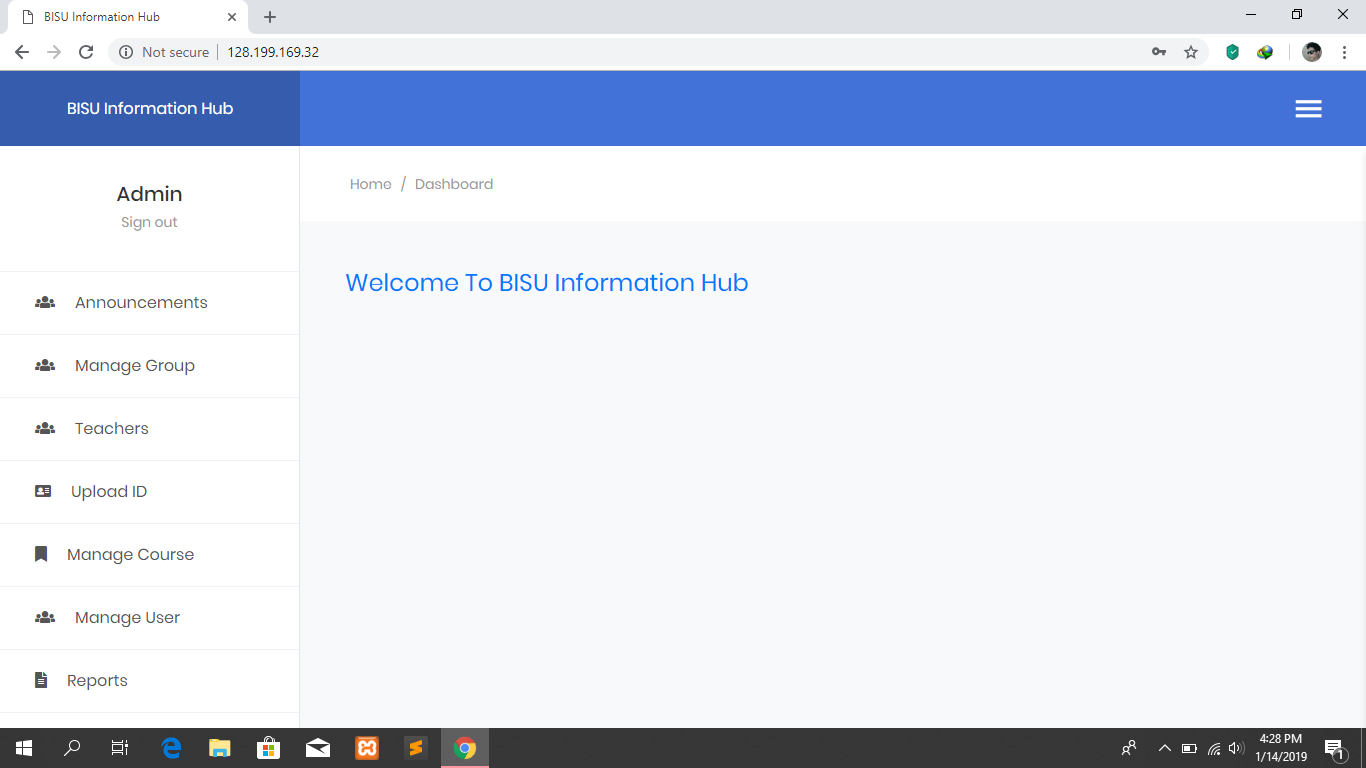 BISU Information Hub
Not secure
128.199.169.32
BISU Information Hub
Admin
Sign out
Home / Dashboard
Welcome To BISU Information Hub
Announcements
Manage Group
Teachers
Upload ID
Manage Course
Manage User
Reports
4:28 PM
1/14/2019
1